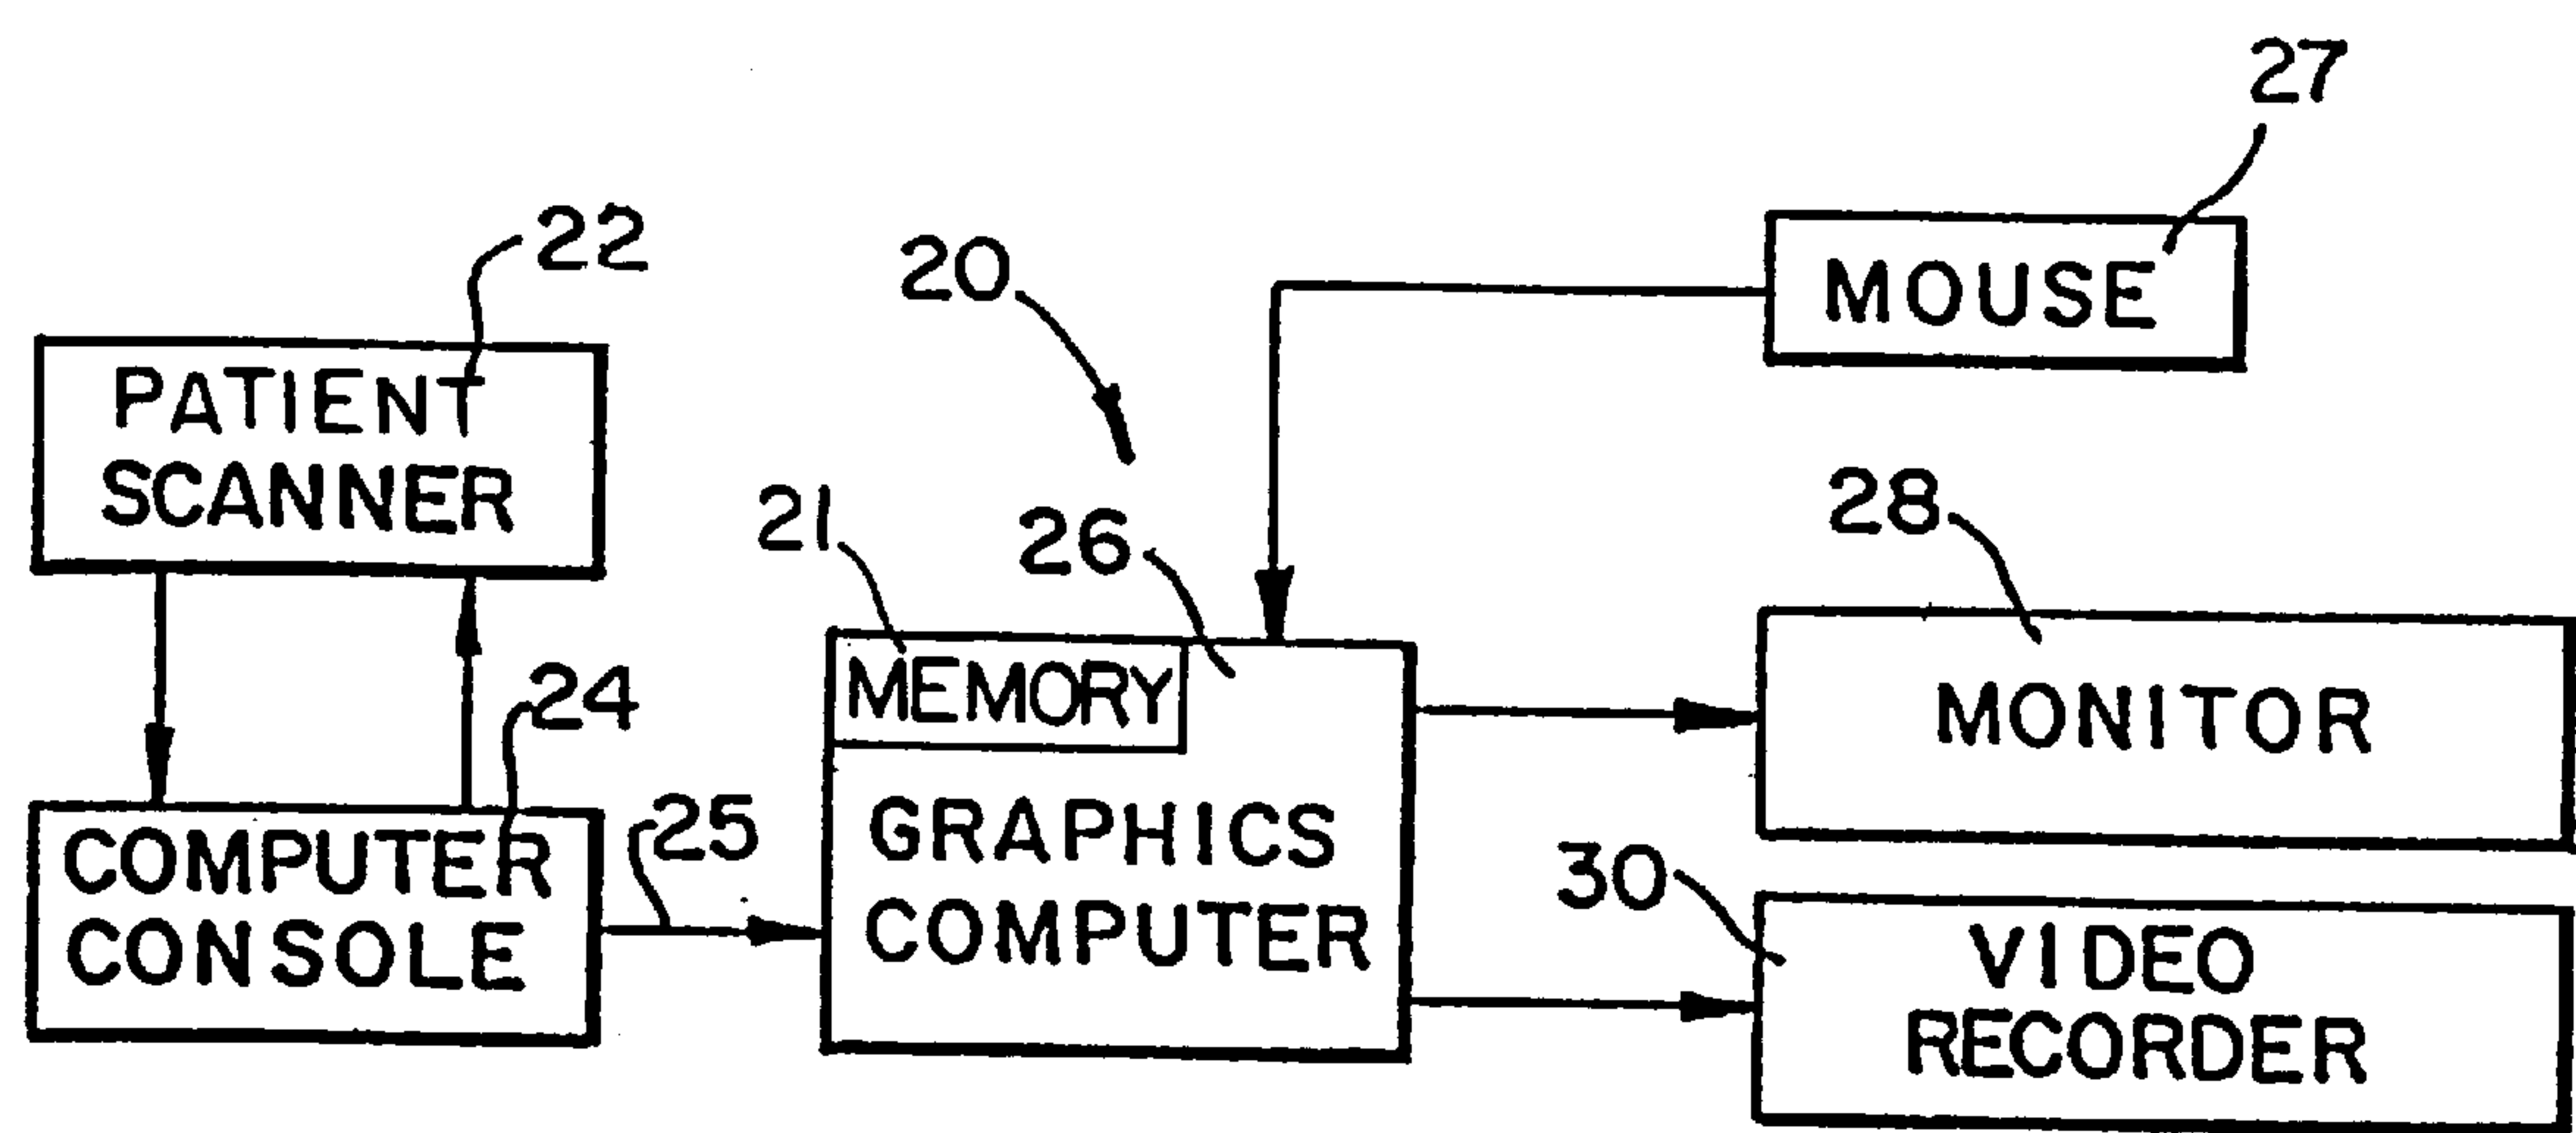 27
22
20
MOUSE
PATIENT
SCANNER
28
21
26
MEMORY
24
MONITOR
COMPUTER
CONSOLE
25
GRAPHICS
COMPUTER
30
VIDEO
RECORDER